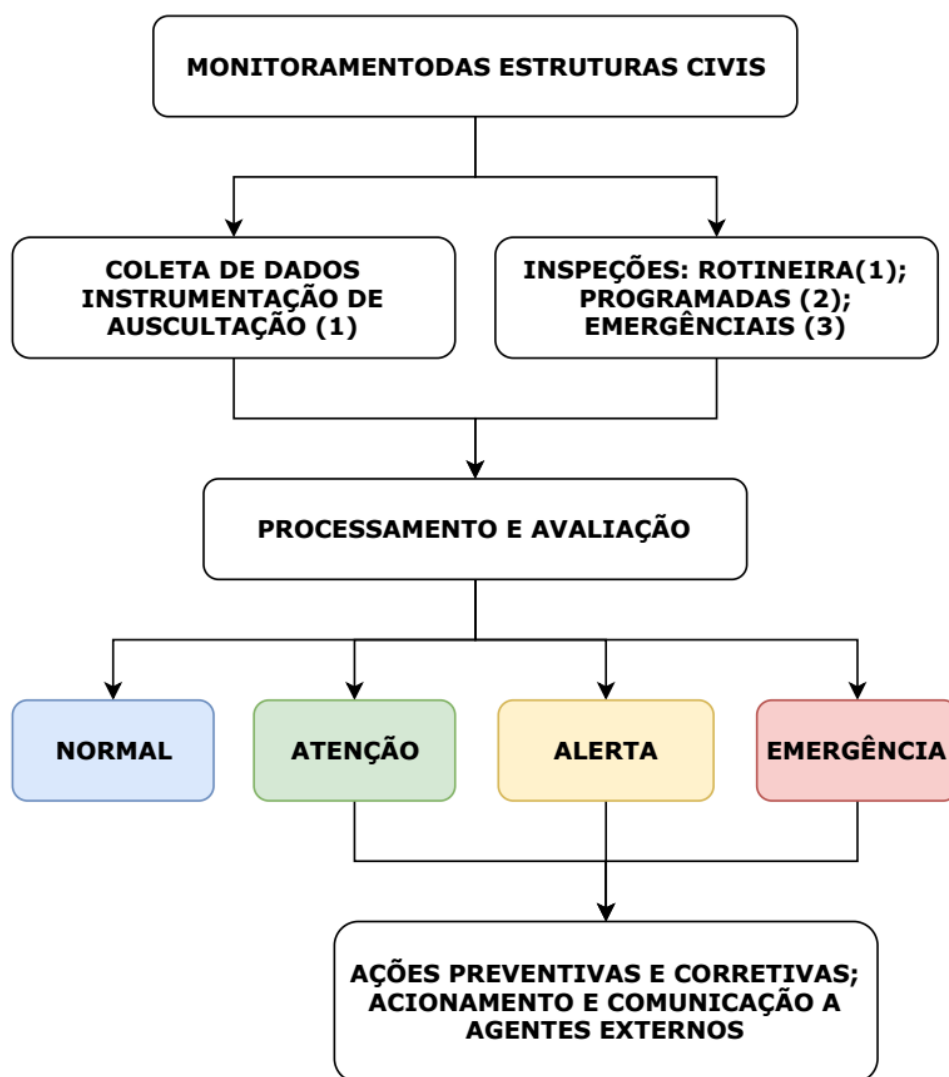 MONITORAMENTODAS ESTRUTURAS CIVIS
COLETA DE DADOS
INSTRUMENTAÇÃO DE
AUSCULTAÇÃO (1)
INSPEÇÕES: ROTINEIRA(1);
PROGRAMADAS (2);
EMERGÊNCIAIS (3)
PROCESSAMENTO E AVALIAÇÃO
NORMAL
ATENÇÃO
ALERTA
EMERGÊNCIA
AÇÕES PREVENTIVAS E CORRETIVAS;
ACIONAMENTO E COMUNICAÇÃO A
AGENTES EXTERNOS